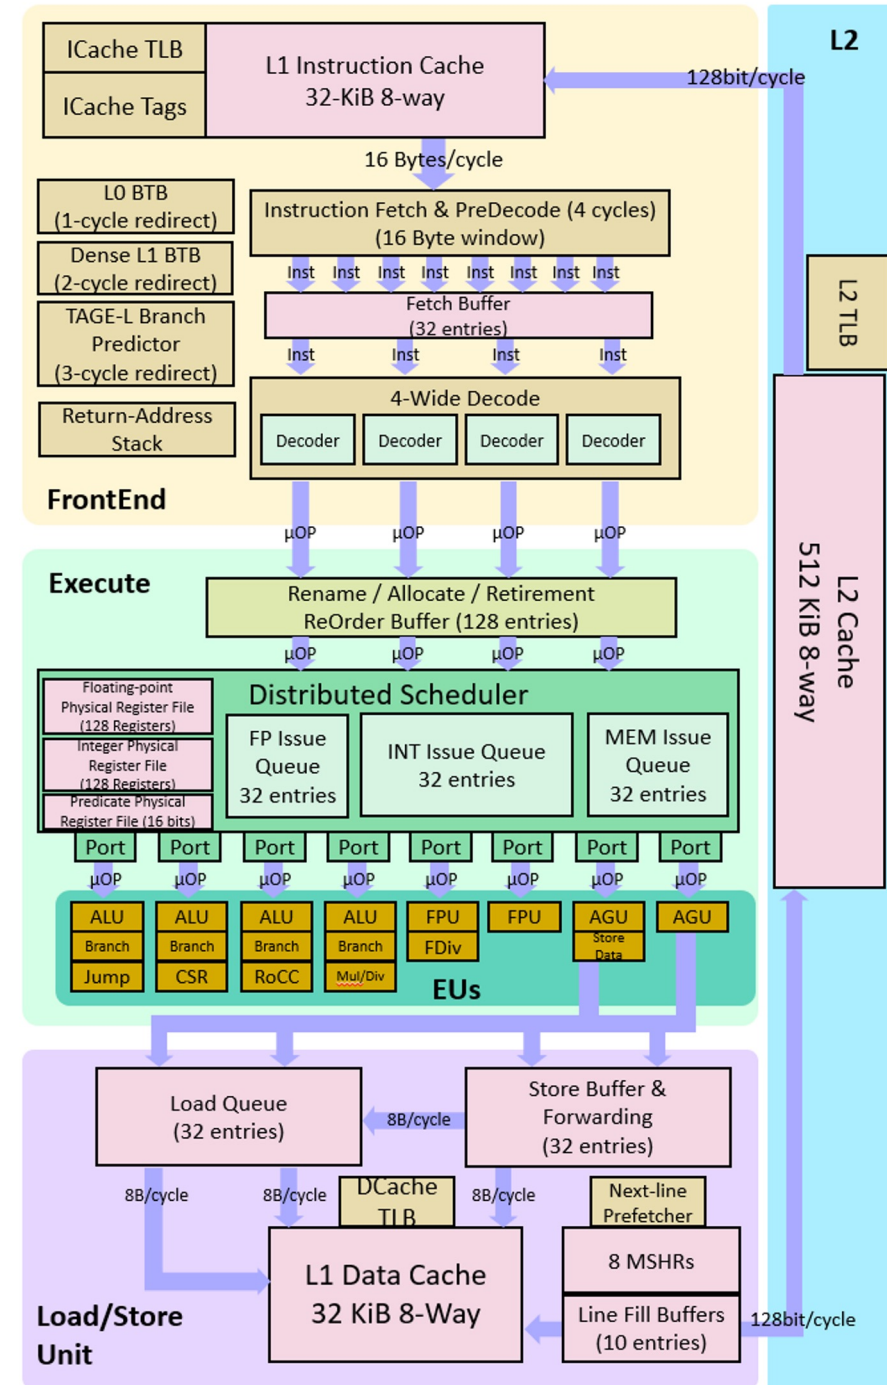 ICache TLB
ICache Tags
L1 Instruction Cache
32-KiB 8-way
128bit/cycle
L2
16 Bytes/cycle
L0 BTB
(1-cycle redirect)
Dense L1 BTB
(2-cycle redirect)
TAGE-L Branch
Predictor
(3-cycle redirect)
Return-Address
Stack
Instruction Fetch & PreDecode (4 cycles)
(16 Byte window)
Inst Inst Inst Inst Inst Inst Inst Inst
Fetch Buffer
(32 entries)
Inst Inst Inst Inst
4-Wide Decode
Decoder Decoder Decoder Decoder
FrontEnd
L2 TLB
L2 Cache
512 KiB 8-way
µOP µOP µOP µOP
Execute
Rename / Allocate / Retirement
ReOrder Buffer (128 entries)
µOP µOP µOP µOP
Distributed Scheduler
Floating-point
Physical Register File
(128 Registers)
Integer Physical
Register File
(128 Registers)
Predicate Physical
Register File (16 bits)
FP Issue
Queue
32 entries
INT Issue Queue
32 entries
MEM Issue
Queue
32 entries
Port Port Port Port Port Port Port Port
µOP µOP µOP µOP µOP µOP µOP µOP
ALU ALU ALU ALU FPU FPU AGU AGU
Branch Branch Branch Branch FDiv Store
Data
Jump CSR RoCC Mul/Div
EUs
Load Queue
(32 entries)
8B/cycle
Store Buffer &
Forwarding
(32 entries)
8B/cycle 8B/cycle 8B/cycle
DCache
TLB
Next-line
Prefetcher
L1 Data Cache
32 KiB 8-Way
8 MSHRs
Line Fill Buffers
(10 entries)
128bit/cycle
Load/Store
Unit